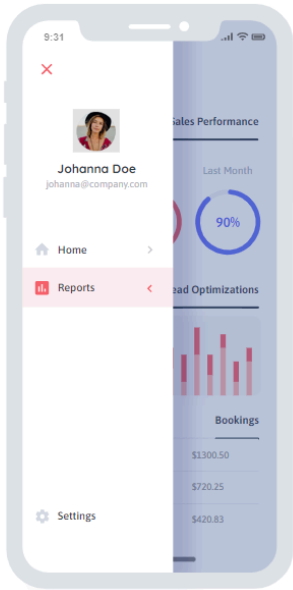 9:31
Sales Performance
Johanna Doe
johanna@company.com
Last Month
90%
Home
Reports
ead Optimizations
Bookings
$1300.50
$720.25
Settings
$420.83